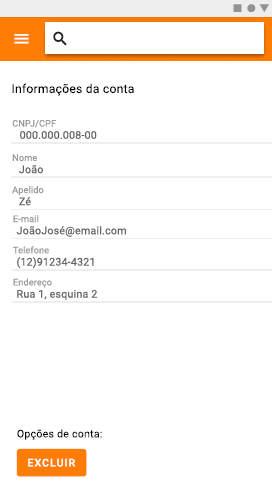 Informações da conta
CNPJ/CPF
000.000.008-00
Nome
João
Apelido
Zé
E-mail
JoãoJosé@email.com
Telefone
(12)91234-4321
Endereço
Rua 1, esquina 2
Opções de conta:
EXCLUIR